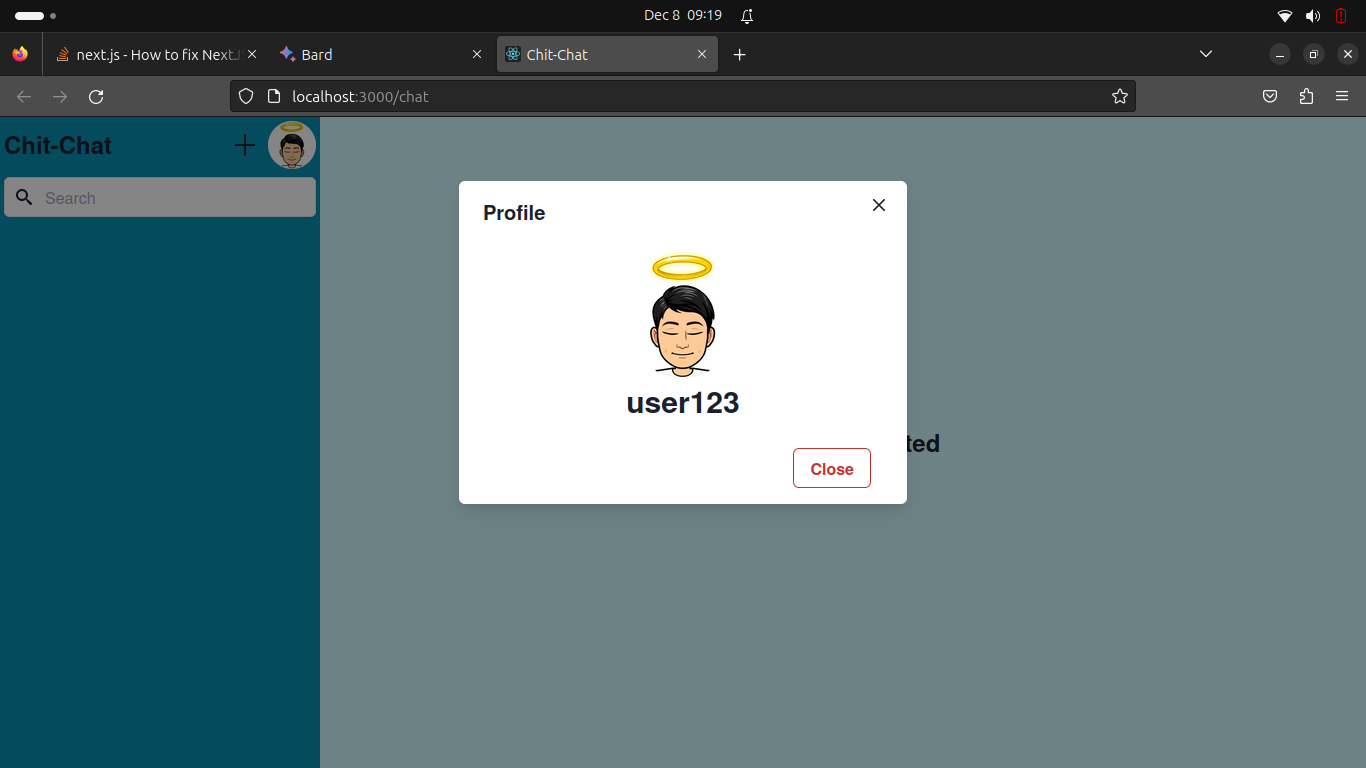 Dec 8 09:19
next.js - How to fix Next.J
Bard
Chit-Chat
localhost:3000/chat
Chit-Chat
Search
Profile
user123
ted
Close